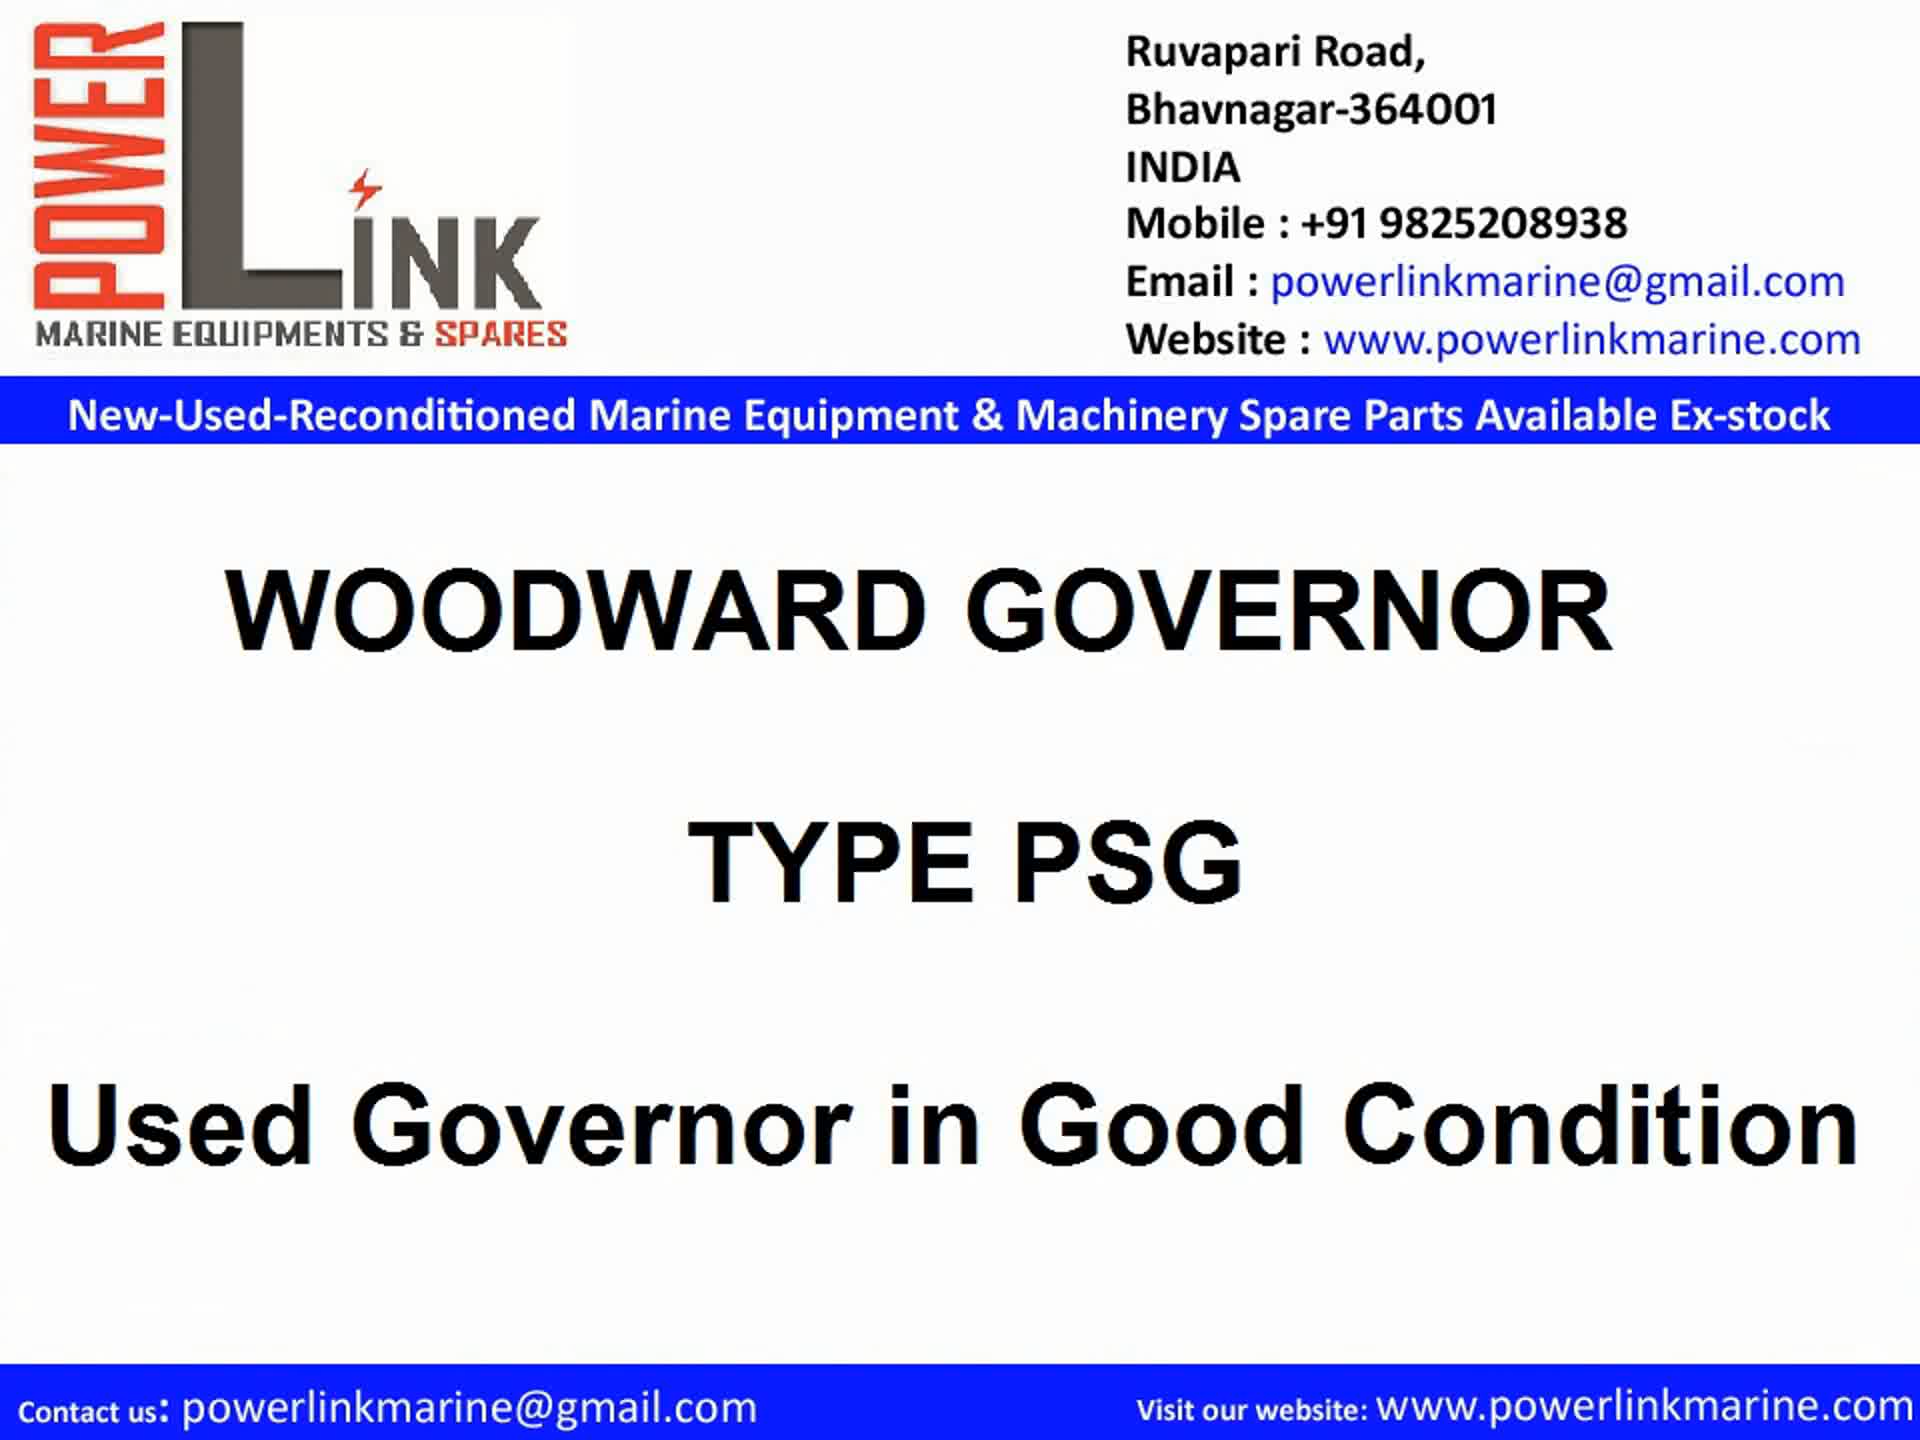 POWER LINK
MARINE EQUIPMENTS & SPARES
Ruvapari Road,
Bhavnagar-364001
INDIA
Mobile : +91 9825208938
Email : powerlinkmarine@gmail.com
Website : www.powerlinkmarine.com
New-Used-Reconditioned Marine Equipment & Machinery Spare Parts Available Ex-stock
WOODWARD GOVERNOR
TYPE PSG
Used Governor in Good Condition
Contact us: powerlinkmarine@gmail.com
Visit our website: www.powerlinkmarine.com